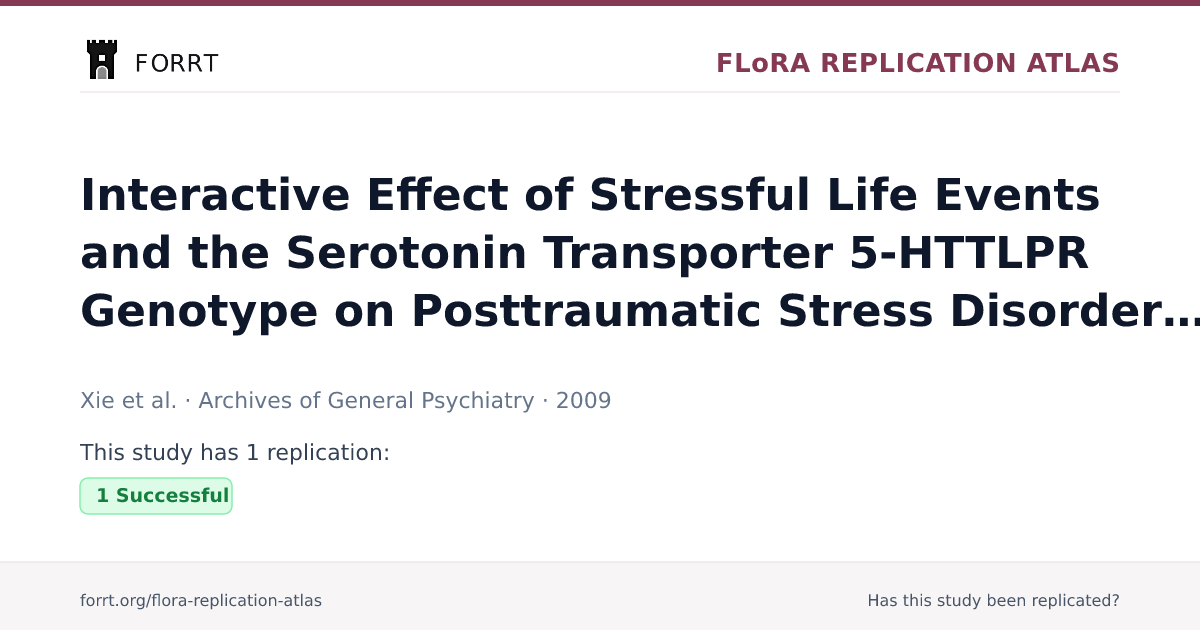 FORRT
FLoRA REPLICATION ATLAS
Interactive Effect of Stressful Life Events
and the Serotonin Transporter 5-HTTLPR
Genotype on Posttraumatic Stress Disorder…
Xie et al. · Archives of General Psychiatry · 2009
This study has 1 replication:
1 Successful
forrt.org/flora-replication-atlas
Has this study been replicated?